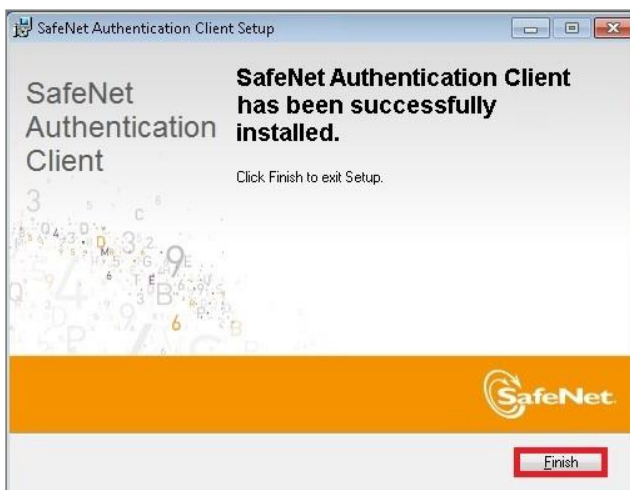 SafeNet Authentication Client Setup
SafeNet
Authentication
Client
SafeNet Authentication Client
has been successfully
installed.
Click Finish to exit Setup.
SafeNet.
Finish